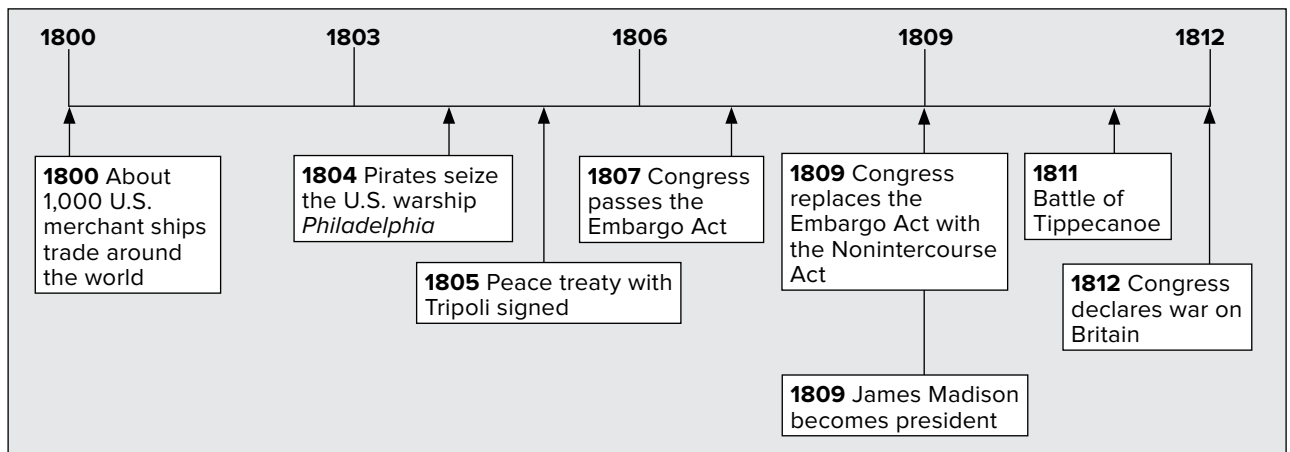 1800
1803
1806
1809
1812
1800 About
1,000 U.S.
merchant ships
trade around
the world
1804 Pirates seize
the U.S. warship
Philadelphia
1805 Peace treaty with
Tripoli signed
1807 Congress
passes the
Embargo Act
1809 Congress
replaces the
Embargo Act with
the Nonintercourse
Act
1809 James Madison
becomes president
1811
Battle of
Tippecanoe
1812 Congress
declares war on
Britain